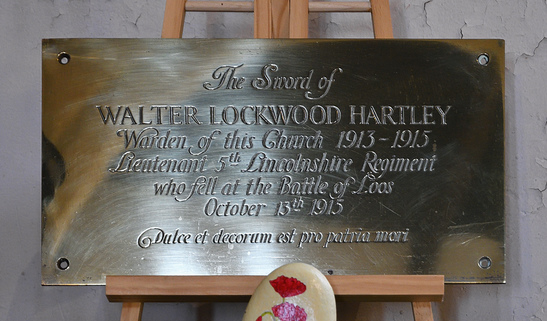 The Sword of
WALTER LOCKWOOD HARTLEY
Warden of this Church 1913-1915
Lieutenant 5th Lincolnshire Regiment
who fell at the Battle of Loos
October 13th 1915
Dulce et decorum est pro patria mori